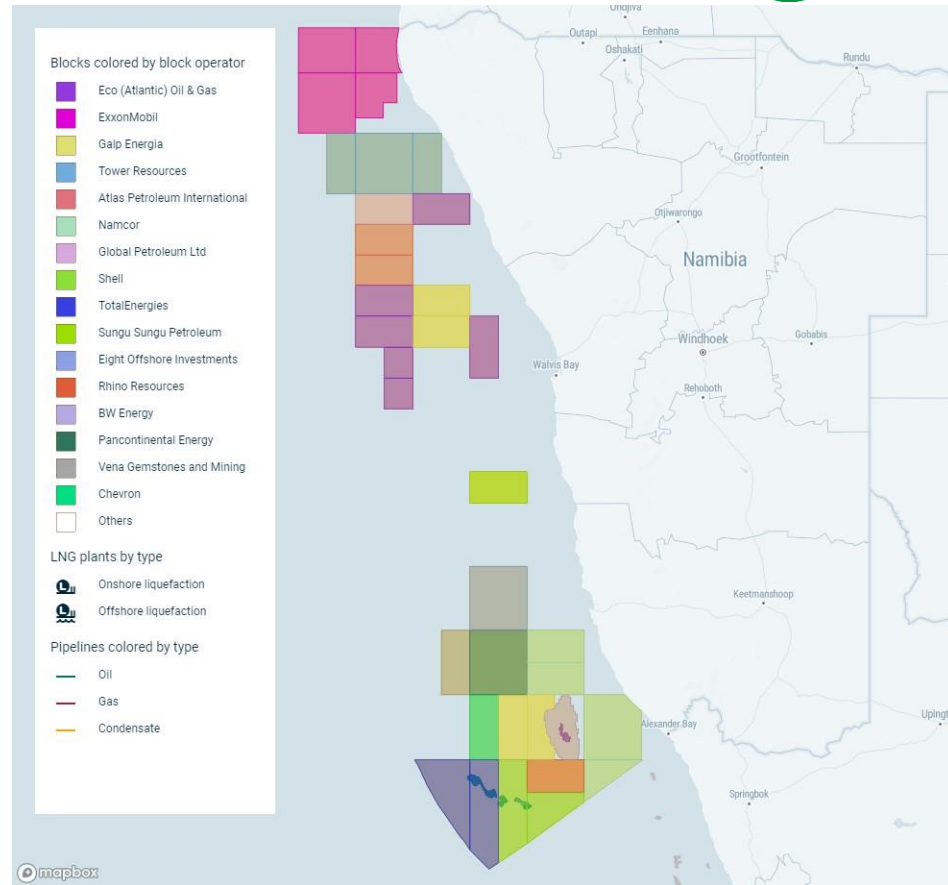 Blocks colored by block operator
Eco (Atlantic) Oil & Gas
ExxonMobil
Galp Energia
Tower Resources
Atlas Petroleum International
Namcor
Global Petroleum Ltd
Shell
TotalEnergies
Sungu Sungu Petroleum
Eight Offshore Investments
Rhino Resources
BW Energy
Pancontinental Energy
Vena Gemstones and Mining
Chevron
Others
LNG plants by type
Onshore liquefaction
Offshore liquefaction
Pipelines colored by type
Oil
Gas
Condensate
Ondjiva
Outapi
Eenhana
Oshakati
Rundu
Grootfontein
Otjiwarongo
Namibia
Windhoek
Gobabis
Walvis Bay
Rehoboth
Keetmanshoop
Alexander Bay
Upington
Springbok
mapbox